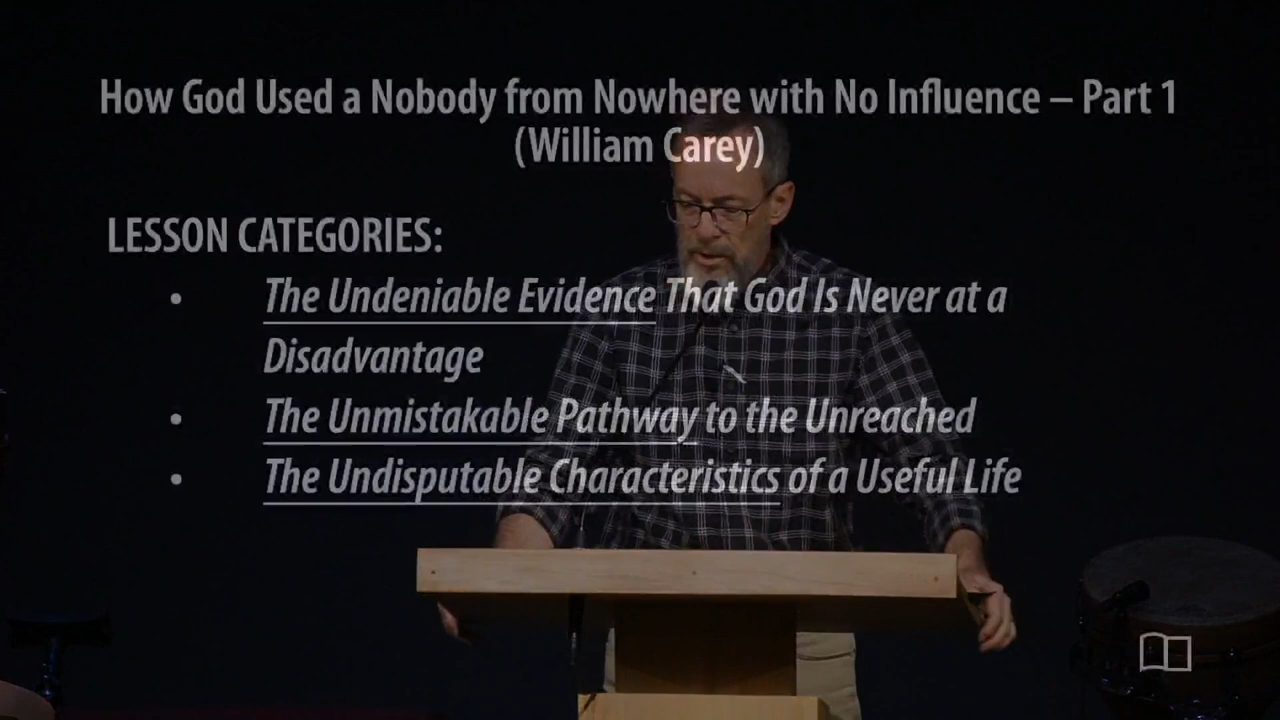 How God Used a Nobody from Nowhere with No Influence – Part 1
(William Carey)
LESSON CATEGORIES:
• The Undeniable Evidence That God Is Never at a
Disadvantage
• The Unmistakable Pathway to the Unreached
• The Undisputable Characteristics of a Useful Life